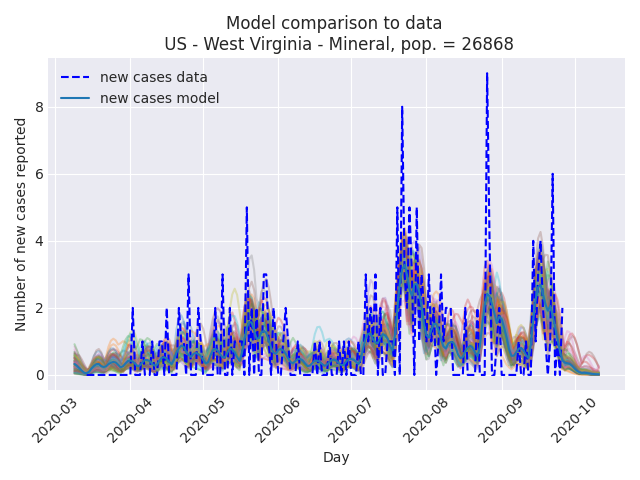 Model comparison to data
US - West Virginia - Mineral, pop. = 26868
new cases data
new cases model
Number of new cases reported
8
6
4
2
0
2020-03
2020-04
2020-05
2020-06
2020-07
2020-08
2020-09
2020-10
Day